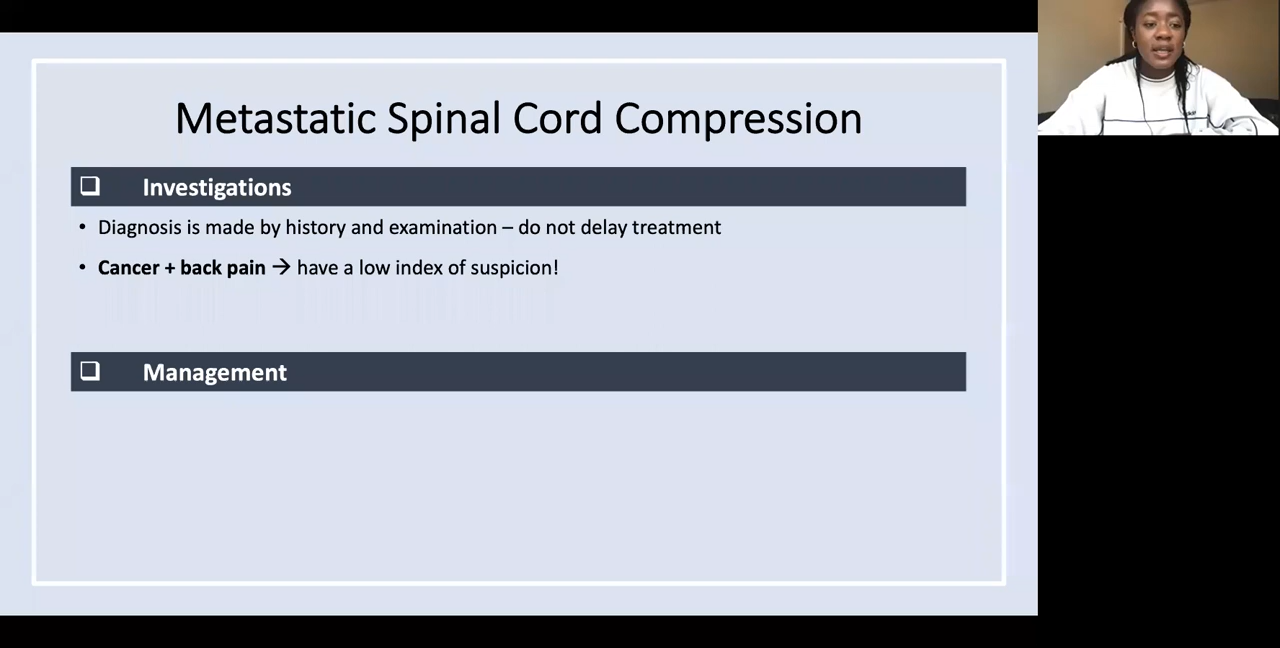 Metastatic Spinal Cord Compression
❑ Investigations
• Diagnosis is made by history and examination – do not delay treatment
• Cancer + back pain → have a low index of suspicion!
❑ Management